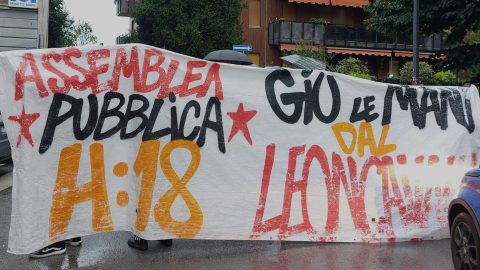 ASSEMBLEA
PUBBLICA
H:18
GIÙ LE MANI
DAL
LEONCAVALLO